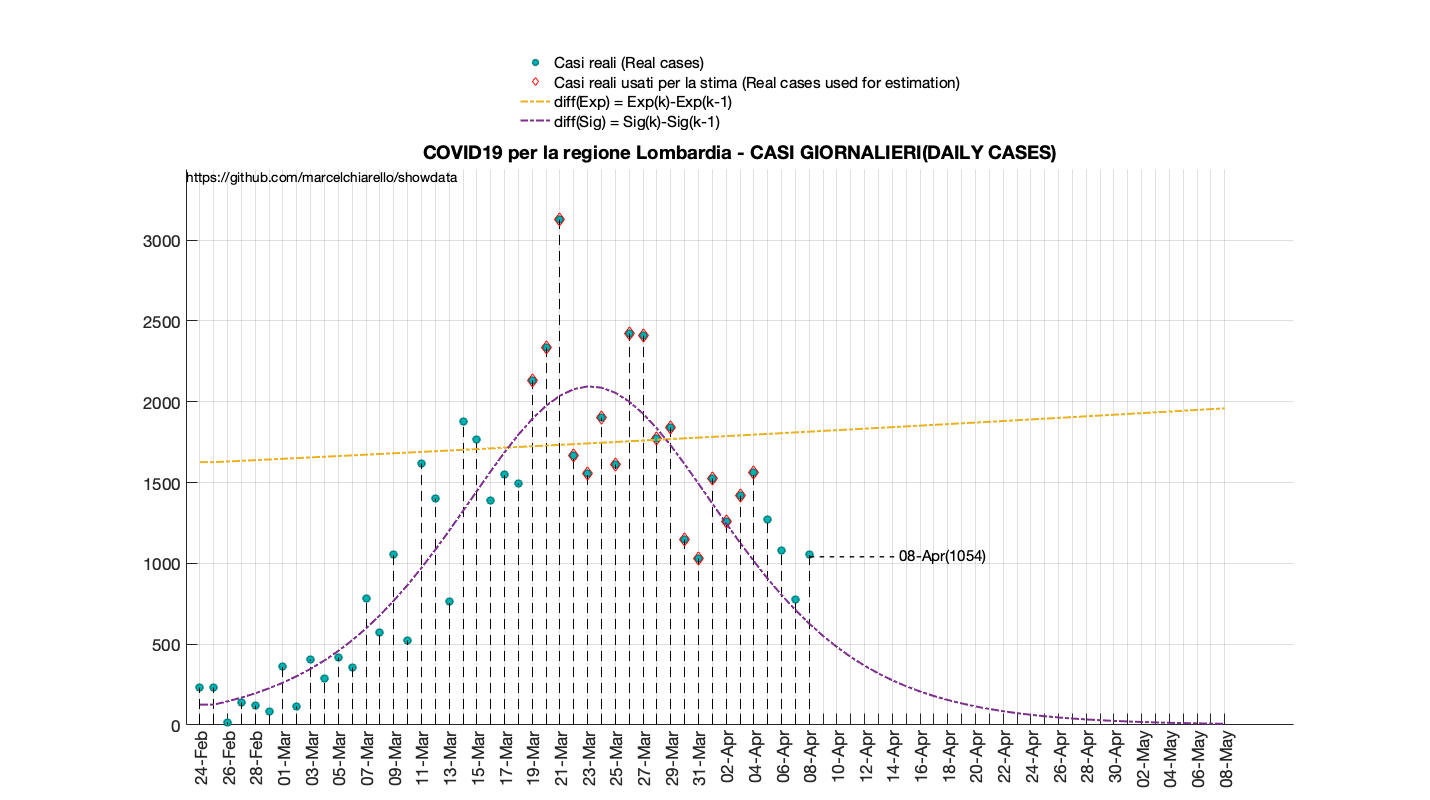 Casi reali (Real cases)
Casi reali usati per la stima (Real cases used for estimation)
diff(Exp) = Exp(k)-Exp(k-1)
diff(Sig) = Sig(k)-Sig(k-1)
COVID19 per la regione Lombardia - CASI GIORNALIERI(DAILY CASES)
https://github.com/marcelchiarello/showdata
3000
2500
2000
1500
1000
500
0
08-Apr(1054)
24-Feb
26-Feb
28-Feb
01-Mar
03-Mar
05-Mar
07-Mar
09-Mar
11-Mar
13-Mar
15-Mar
17-Mar
19-Mar
21-Mar
23-Mar
25-Mar
27-Mar
29-Mar
31-Mar
02-Apr
04-Apr
06-Apr
08-Apr
10-Apr
12-Apr
14-Apr
16-Apr
18-Apr
20-Apr
22-Apr
24-Apr
26-Apr
28-Apr
30-Apr
02-May
04-May
06-May
08-May